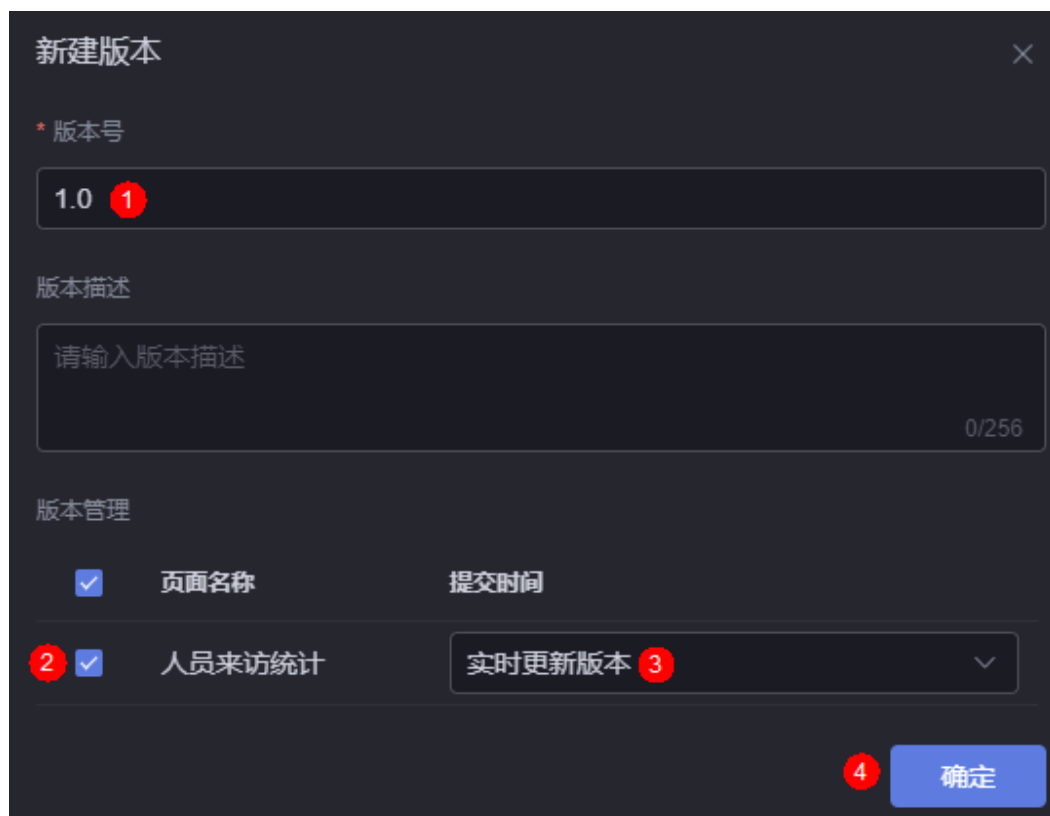 新建版本
* 版本号
1.0 1
版本描述
请输入版本描述
0/256
版本管理
页面名称 提交时间
2 人员来访统计 实时更新版本 3
4 确定